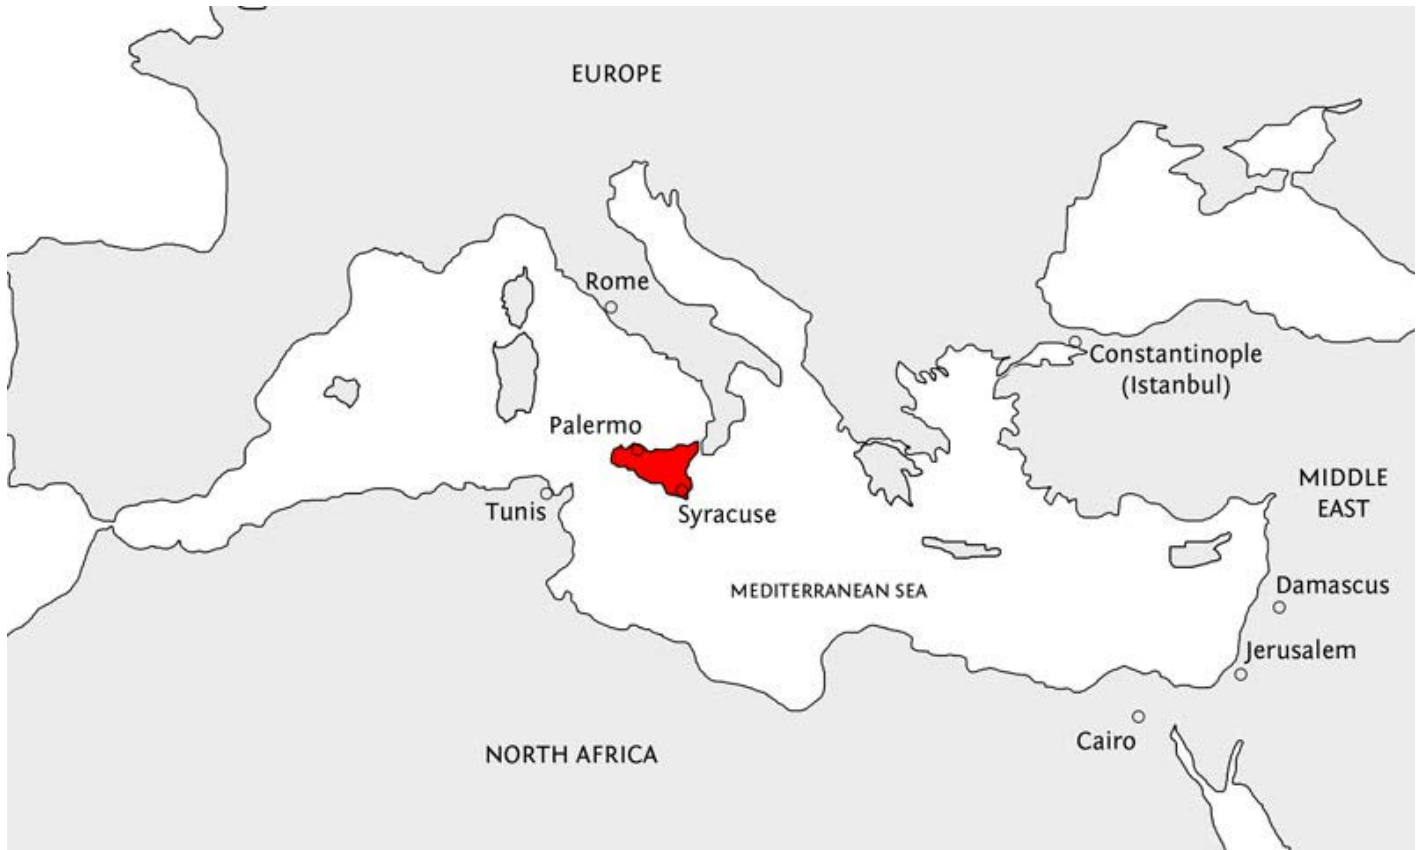 EUROPE
Rome
Constantinople
(Istanbul)
Palermo
MIDDLE
EAST
Tunis
Syracuse
MEDITERRANEAN SEA
Damascus
Jerusalem
Cairo
NORTH AFRICA